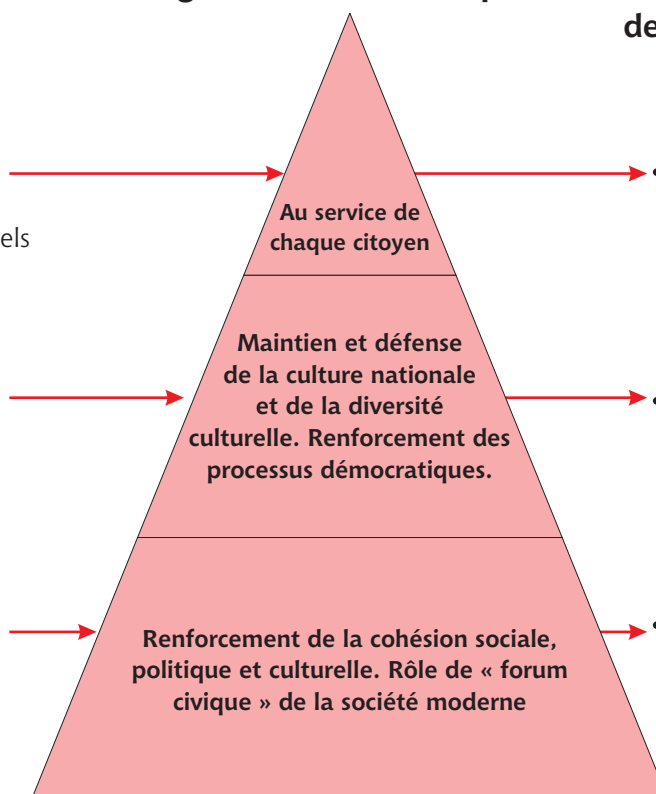 de
Au service de
chaque citoyen
els
Maintien et défense
de la culture nationale
et de la diversité
culturelle. Renforcement des
processus démocratiques.
Renforcement de la cohésion sociale,
politique et culturelle. Rôle de « forum
civique » de la société moderne